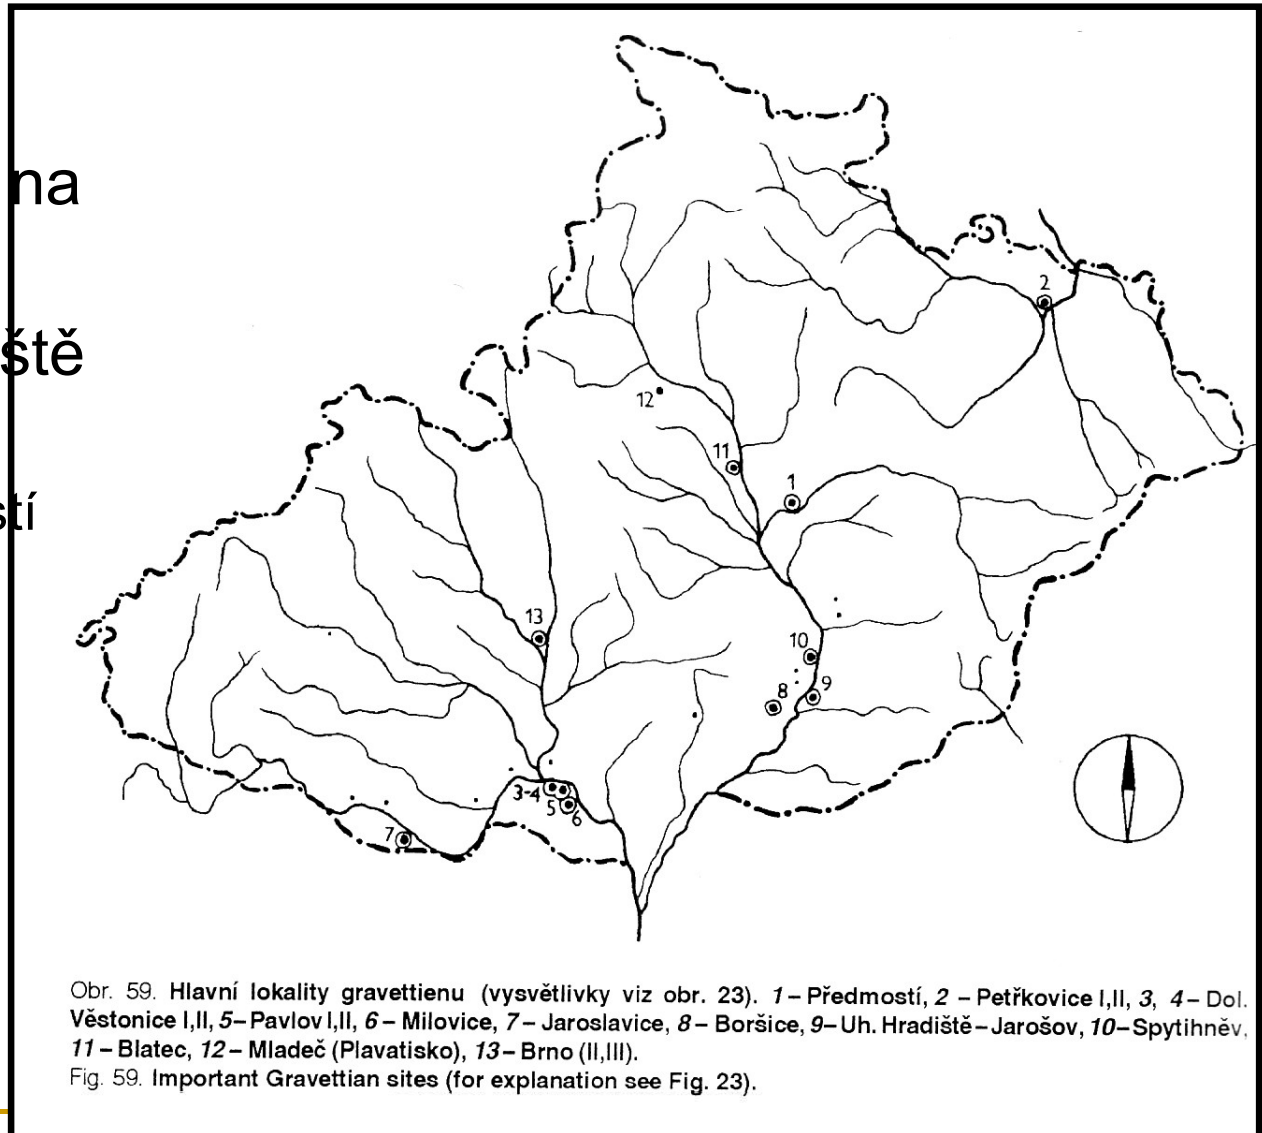 na
ště
stí
2
12
11
1
13
10
8
9
3-4
5
6
7
Obr. 59. Hlavní lokality gravettienu (vysvětlivky viz obr. 23). 1 – Předmostí, 2 – Petřkovice I,II, 3, 4 – Dol.
Věstonice I,II, 5 – Pavlov I,II, 6 – Milovice, 7 – Jaroslavice, 8 – Boršice, 9 – Uh. Hradiště – Jarošov, 10 – Spytihněv,
11 – Blatec, 12 – Mladeč (Plavatisko), 13 – Brno (II,III).
Fig. 59. Important Gravettian sites (for explanation see Fig. 23).